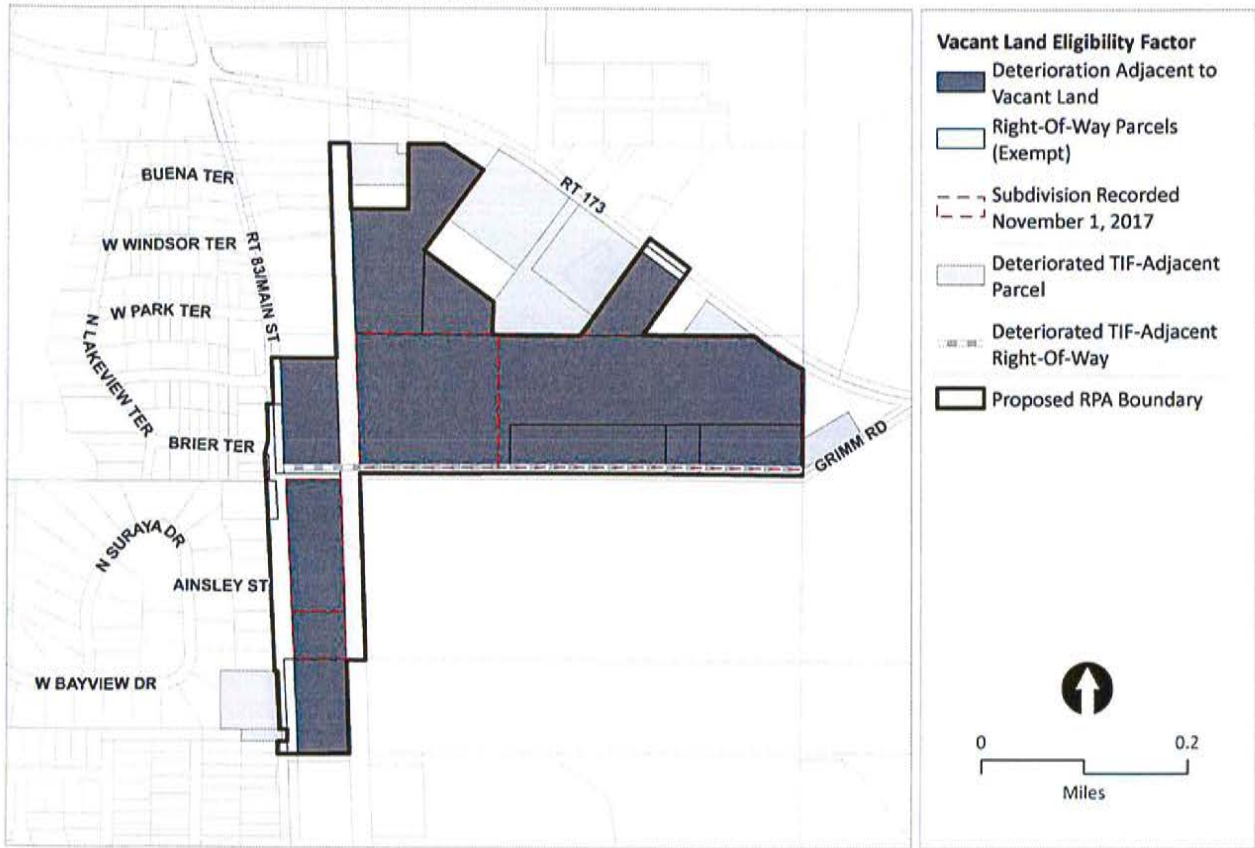 BUENA TER
W WINDSOR TER
W PARK TER
N LAKEVIEW TER
BRIER TER
RT 83/MAIN ST
RT 173
GRIMM RD
N SURAYA DR
AINSLEY ST
W BAYVIEW DR
Vacant Land Eligibility Factor
Deterioration Adjacent to
Vacant Land
Right-Of-Way Parcels
(Exempt)
Subdivision Recorded
November 1, 2017
Deteriorated TIF-Adjacent
Parcel
Deteriorated TIF-Adjacent
Right-Of-Way
Proposed RPA Boundary
0 0.2
Miles